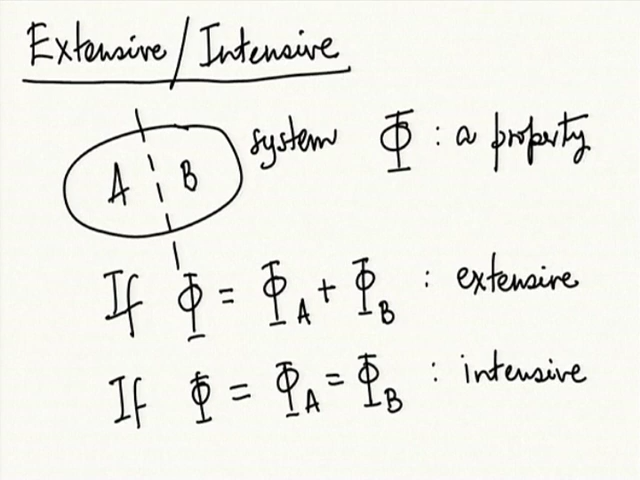 Extensive / Intensive
A B system Φ : a property
If Φ = Φ_A + Φ_B : extensive
If Φ = Φ_A = Φ_B : intensive